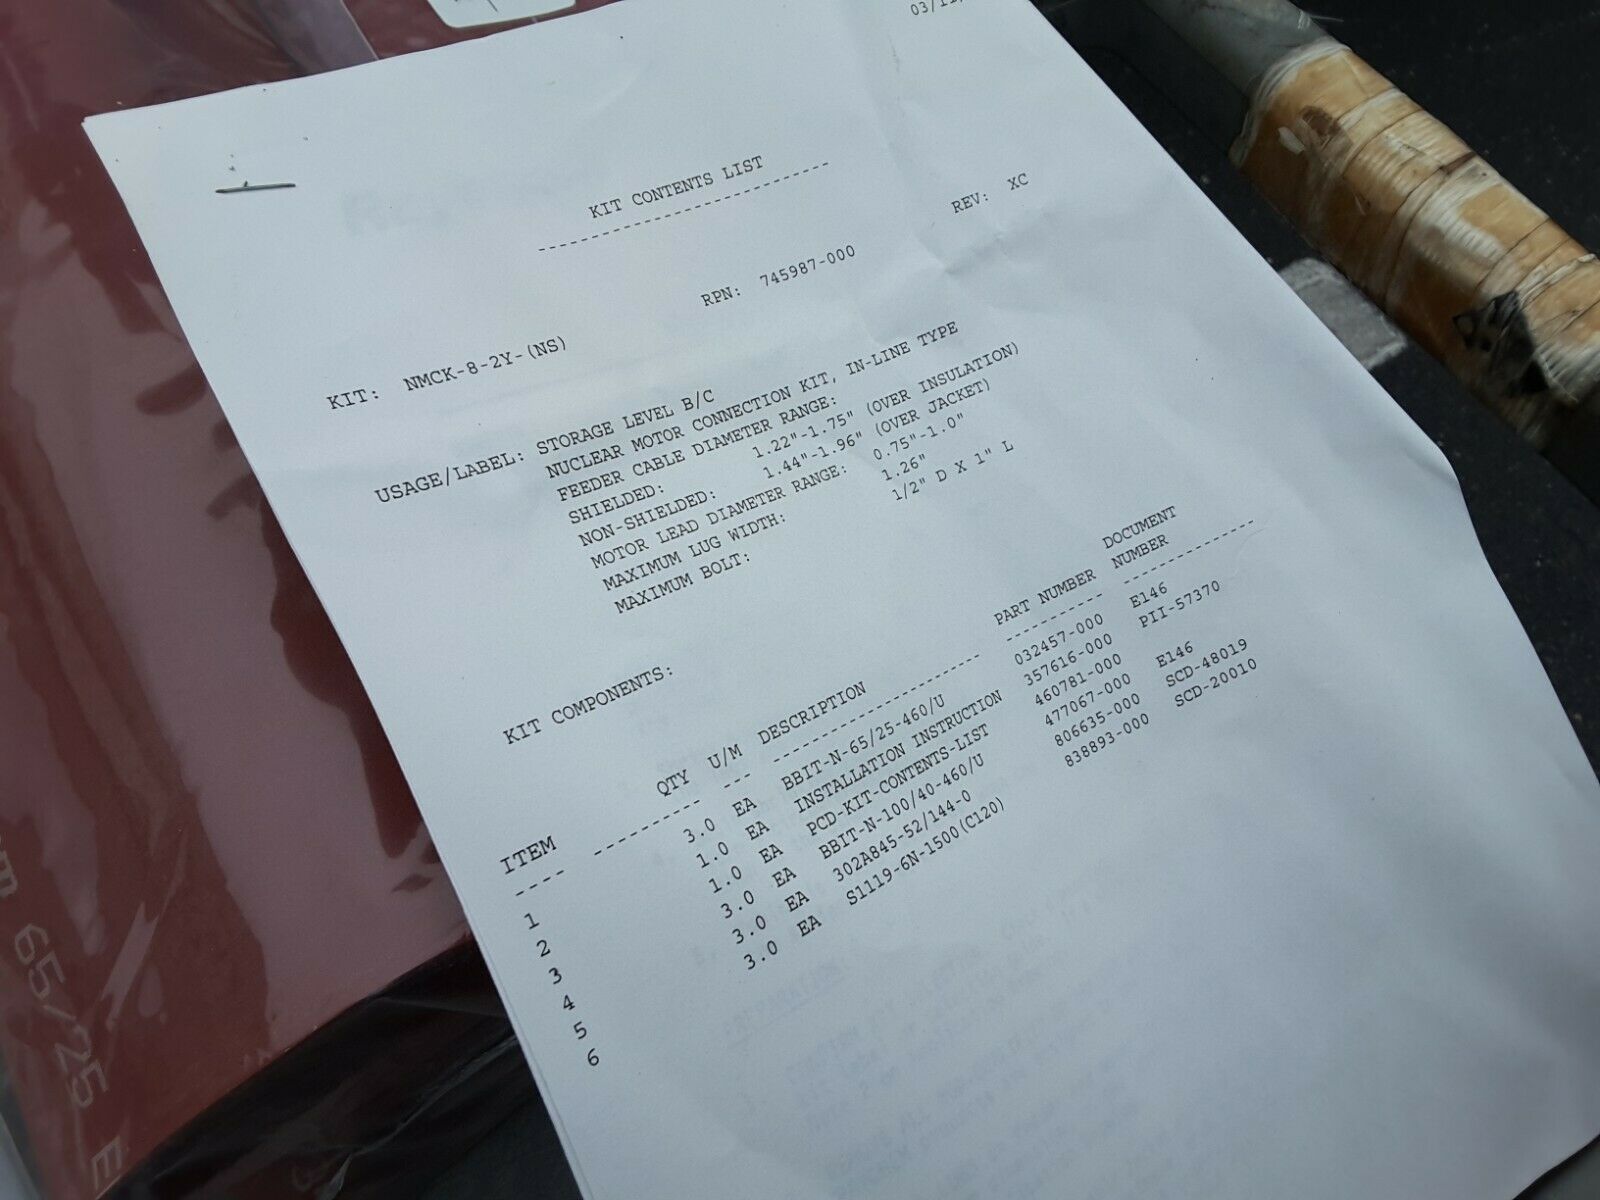 03/11/
KIT CONTENTS LIST
RPN: 745987-000 REV: XC
KIT: NMCK-8-2Y-(NS)
USAGE/LABEL: STORAGE LEVEL B/C
NUCLEAR MOTOR CONNECTION KIT, IN-LINE TYPE
FEEDER CABLE DIAMETER RANGE:
SHIELDED: 1.22"-1.75" (OVER INSULATION)
NON-SHIELDED: 1.44"-1.96" (OVER JACKET)
MOTOR LEAD DIAMETER RANGE: 0.75"-1.0"
MAXIMUM LUG WIDTH: 1.26"
MAXIMUM BOLT: 1/2" D X 1" L
KIT COMPONENTS:
DOCUMENT
ITEM QTY U/M DESCRIPTION PART NUMBER NUMBER
1 3.0 EA BBIT-N-65/25-460/U 032457-000 E146
2 1.0 EA INSTALLATION INSTRUCTION 357616-000 PII-57370
3 1.0 EA PCD-KIT-CONTENTS-LIST 460781-000
4 3.0 EA BBIT-N-100/40-460/U 477067-000 E146
5 3.0 EA 302A845-52/144-0 806635-000 SCD-48019
6 3.0 EA S1119-6N-1500(C120) 838893-000 SCD-20010
65/25 E